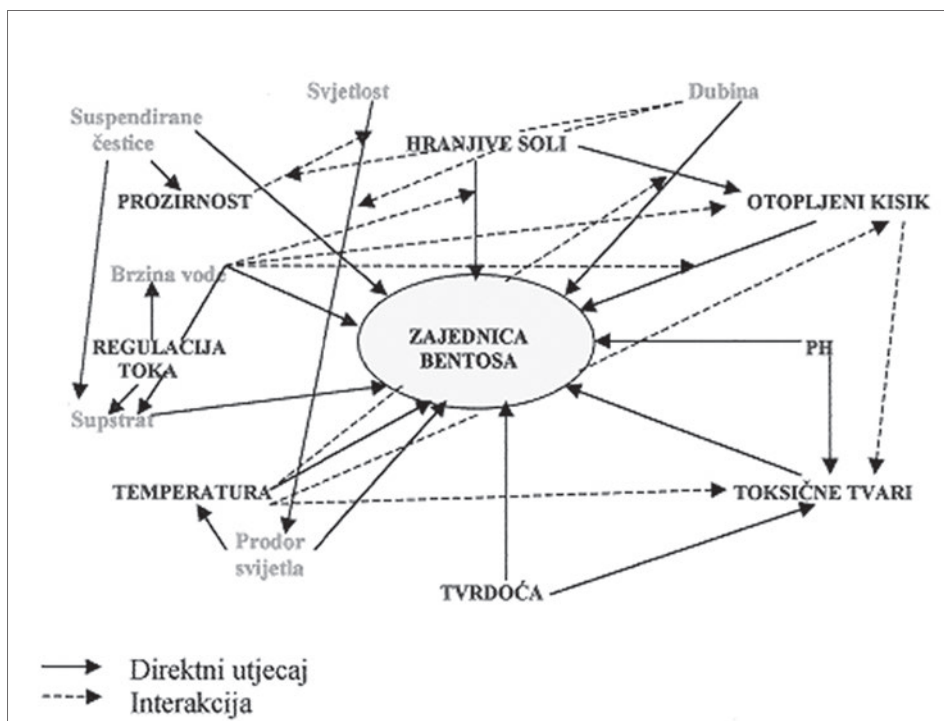 Svjetlost
Dubina
Suspendirane
čestice
HRANJIVE SOLI
PROZIRNOST
OTOPLJENI KISIK
Brzina vode
ZAJEDNICA
BENTOSA
REGULACIJA
TOKA
PH
Supstrat
TEMPERATURA
TOKSIČNE TVARI
Prodor
svijetla
TVRDOĆA
Direktni utjecaj
Interakcija